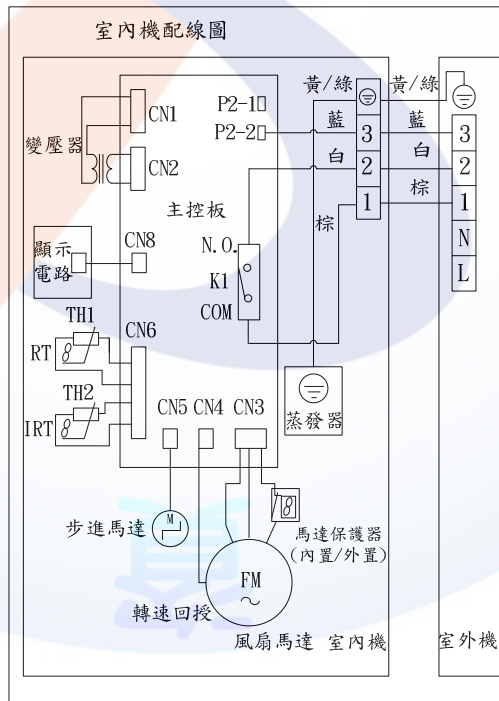 室內機配線圖
黃/綠
黃/綠
P2-1
CN1
藍
3
藍
3
P2-2
變壓器
白
2
白
2
CN2
主控板
棕
1
棕
1
N
L
顯示
電路
CN8
N.O.
K1
COM
TH1
RT
CN6
TH2
IRT
CN5
CN4
CN3
蒸發器
M
步進馬達
馬達保護器
(內置/外置)
FM
轉速回授
風扇馬達
室內機
室外機